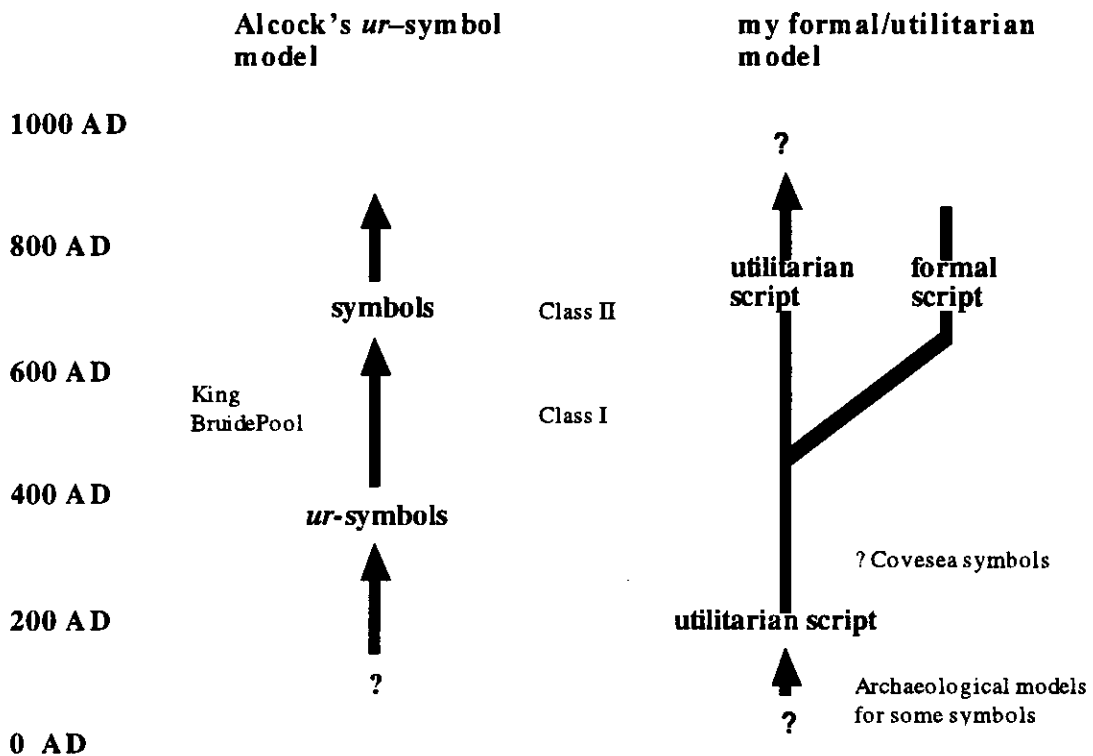 Alcock's ur–symbol
model
my formal/utilitarian
model
1000 AD
?
800 AD
utilitarian
script
formal
script
symbols
Class II
600 AD
King
BruidePool
Class I
400 AD
ur-symbols
? Covesea symbols
200 AD
utilitarian script
?
Archaeological models
for some symbols
?
0 AD